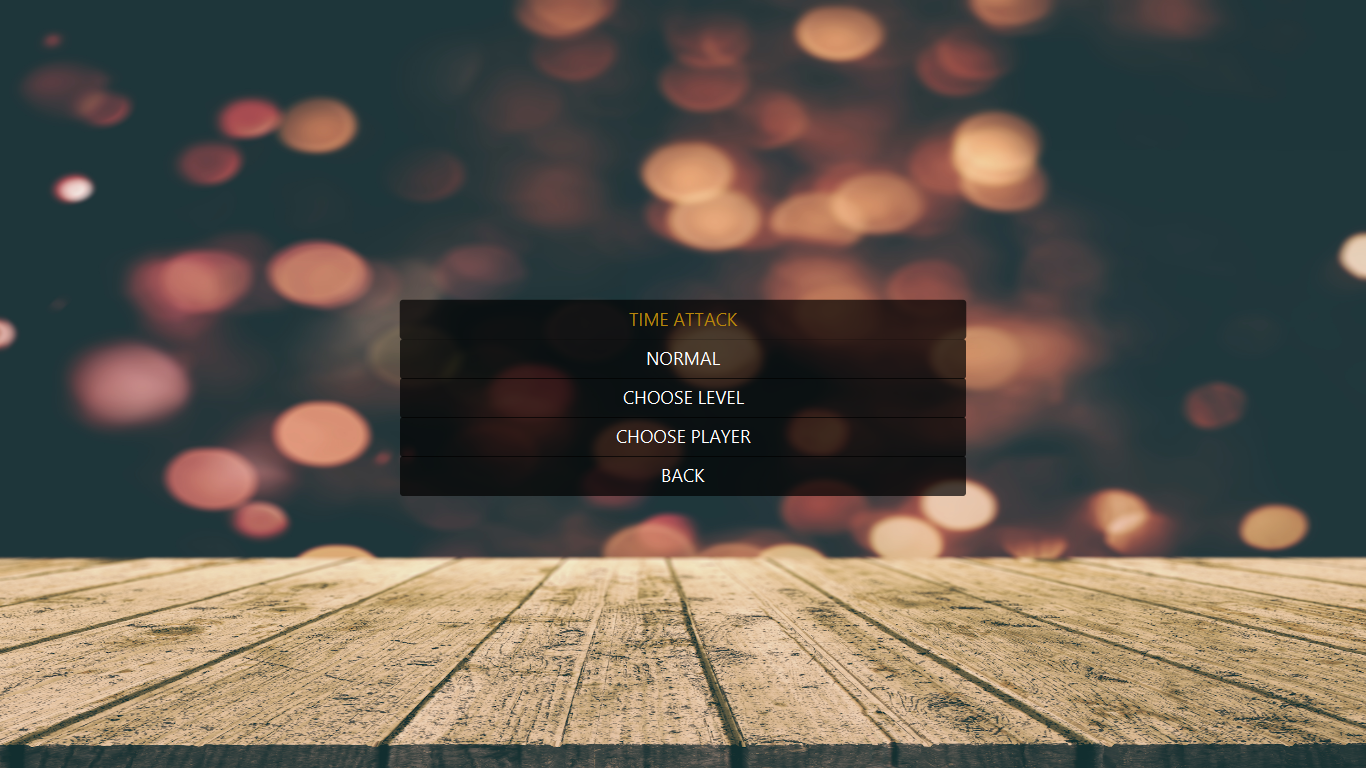 TIME ATTACK
NORMAL
CHOOSE LEVEL
CHOOSE PLAYER
BACK